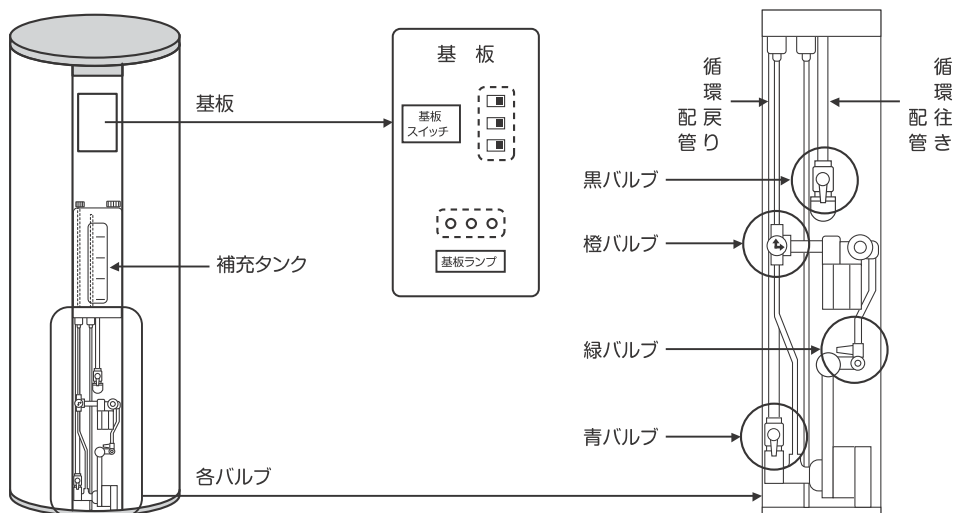 基板
補充タンク
各バルブ
基 板
基板
スイッチ
基板ランプ
循環戻り配管
循環往き配管
黒バルブ
橙バルブ
緑バルブ
青バルブ